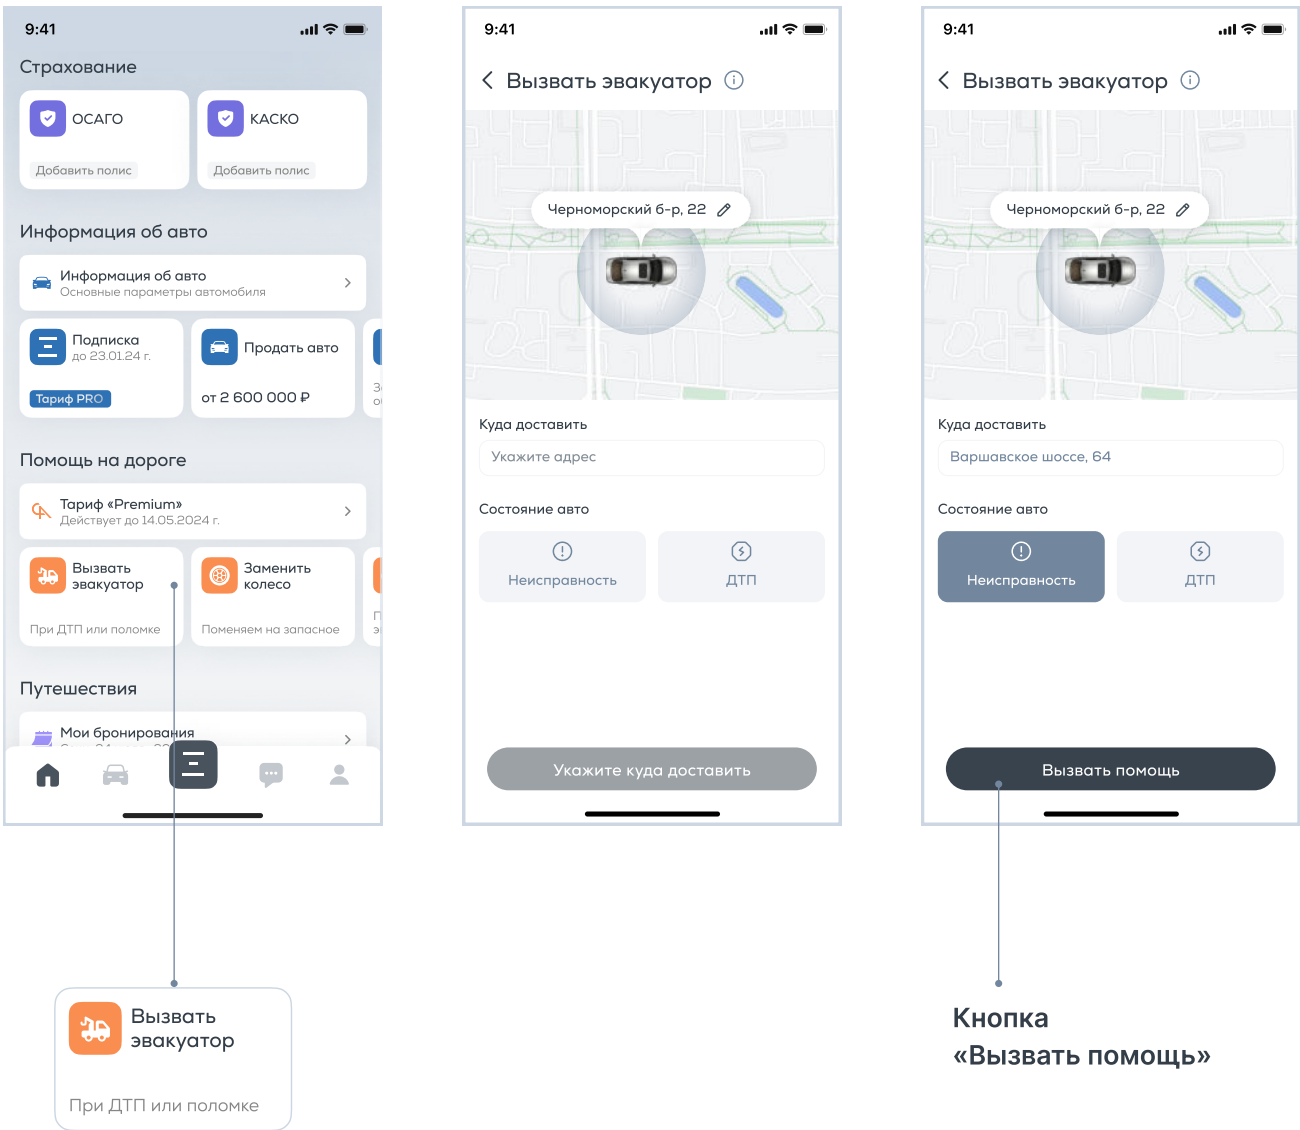 9:41
Страхование
ОСАГО
КАСКО
Добавить полис
Добавить полис
Информация об авто
Информация об авто
Основные параметры автомобиля
Подписка
до 23.01.24 г.
Тариф PRO
Продать авто
от 2 600 000 ₽
Помощь на дороге
Тариф «Premium»
Действует до 14.05.2024 г.
Вызвать
эвакуатор
При ДТП или поломке
Заменить
колесо
Поменяем на запасное
Путешествия
Мои бронирования
Вызвать
эвакуатор
При ДТП или поломке
9:41
Вызвать эвакуатор
Черноморский б-р, 22
Куда доставить
Укажите адрес
Состояние авто
Неисправность
ДТП
Укажите куда доставить
9:41
Вызвать эвакуатор
Черноморский б-р, 22
Куда доставить
Варшавское шоссе, 64
Состояние авто
Неисправность
ДТП
Вызвать помощь
Кнопка
«Вызвать помощь»